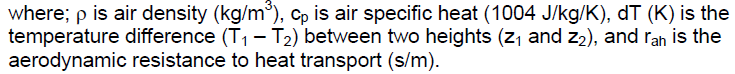 where; ρ is air density (kg/m³), cₚ is air specific heat (1004 J/kg/K), dT (K) is the
temperature difference (T₁ – T₂) between two heights (z₁ and z₂), and rₐₕ is the
aerodynamic resistance to heat transport (s/m).